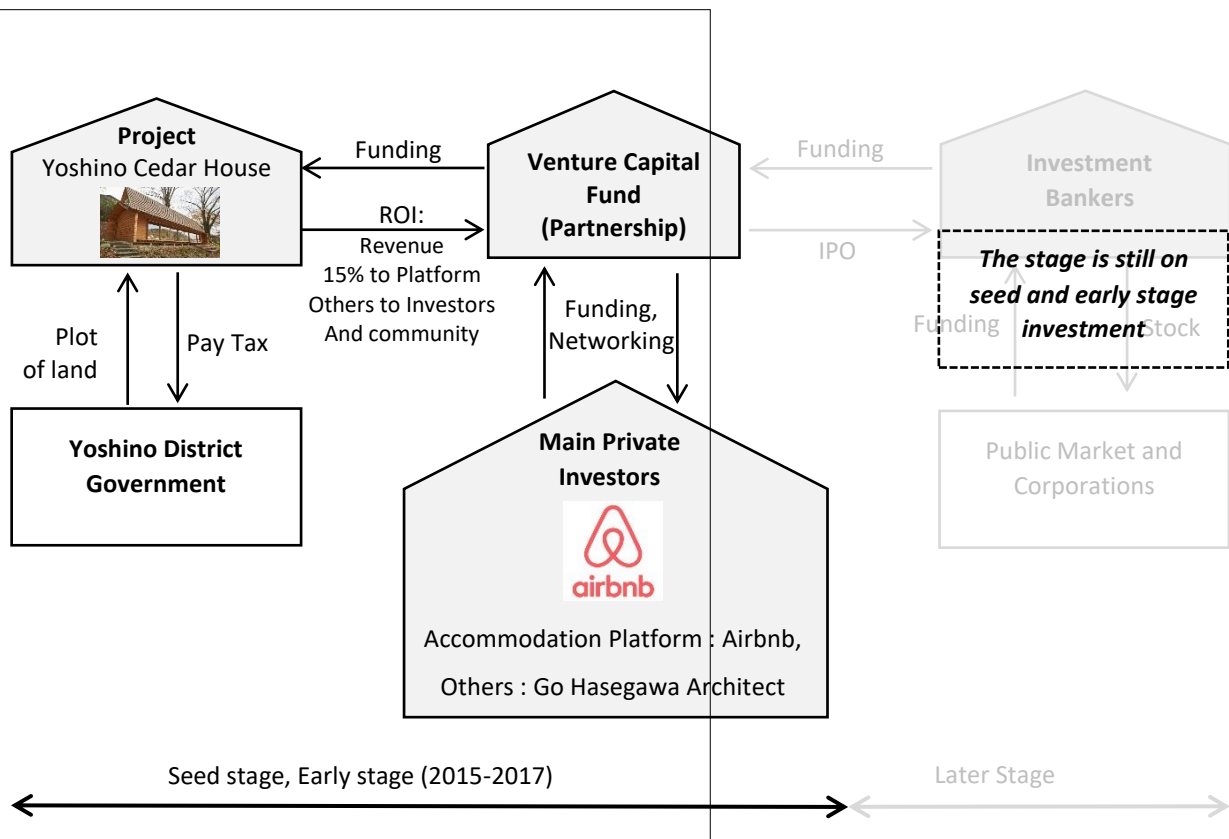 Project
Yoshino Cedar House
Funding
ROI:
Revenue
15% to Platform
Others to Investors
And community
Venture Capital
Fund
(Partnership)
Funding
IPO
Investment
Bankers
The stage is still on
seed and early stage
investment
Funding
Stock
Plot
of land
Pay Tax
Funding,
Networking
Yoshino District
Government
Main Private
Investors
airbnb
Accommodation Platform : Airbnb,
Others : Go Hasegawa Architect
Public Market and
Corporations
Seed stage, Early stage (2015-2017)
Later Stage